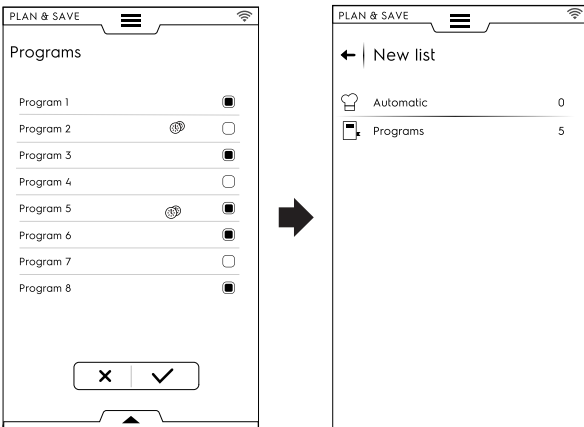 PLAN & SAVE
Programs
Program 1
Program 2
Program 3
Program 4
Program 5
Program 6
Program 7
Program 8
PLAN & SAVE
New list
Automatic 0
Programs 5